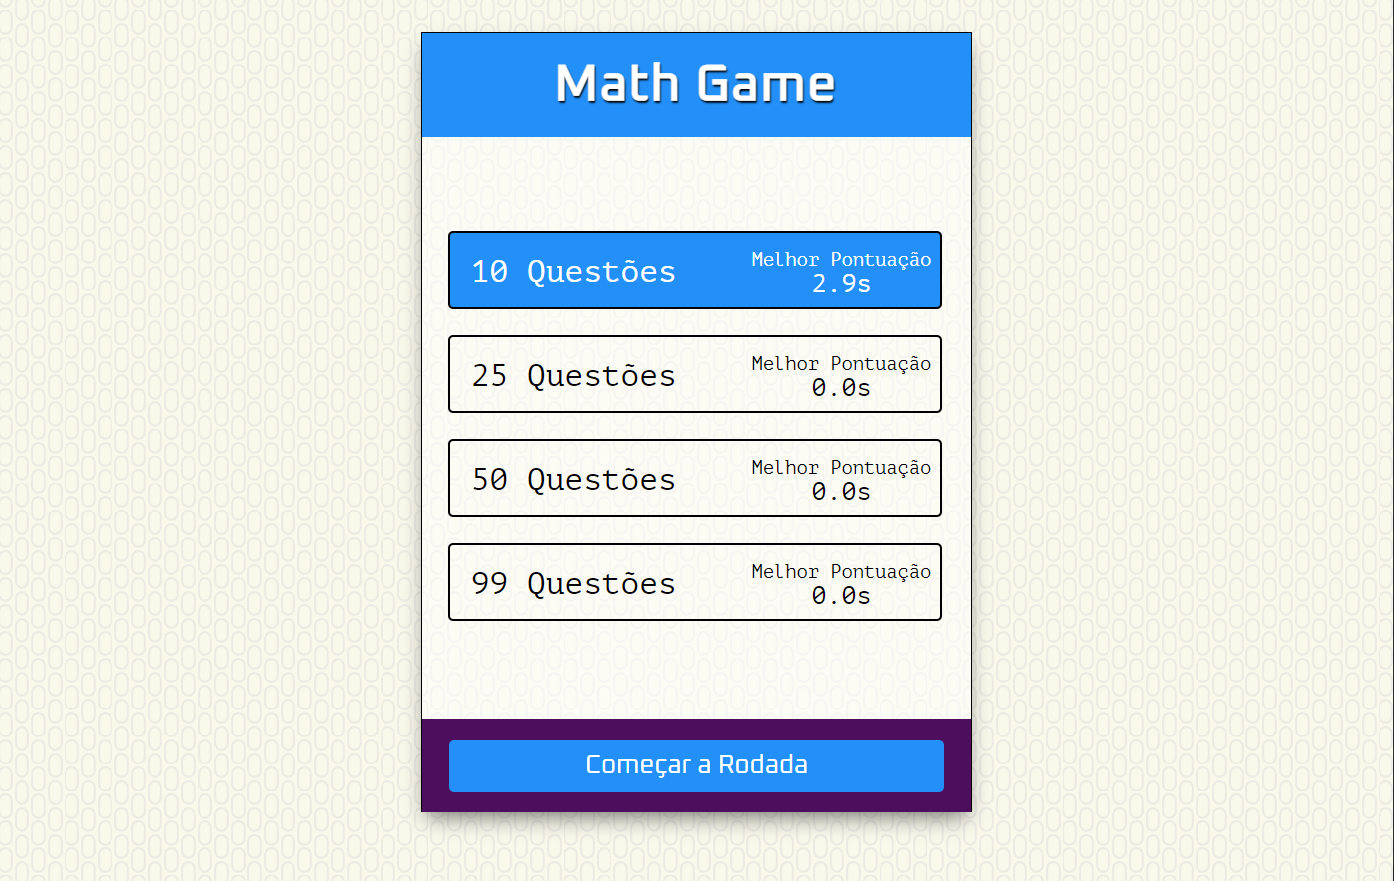 Math Game
10 Questões
Melhor Pontuação
2.9s
25 Questões
Melhor Pontuação
0.0s
50 Questões
Melhor Pontuação
0.0s
99 Questões
Melhor Pontuação
0.0s
Começar a Rodada